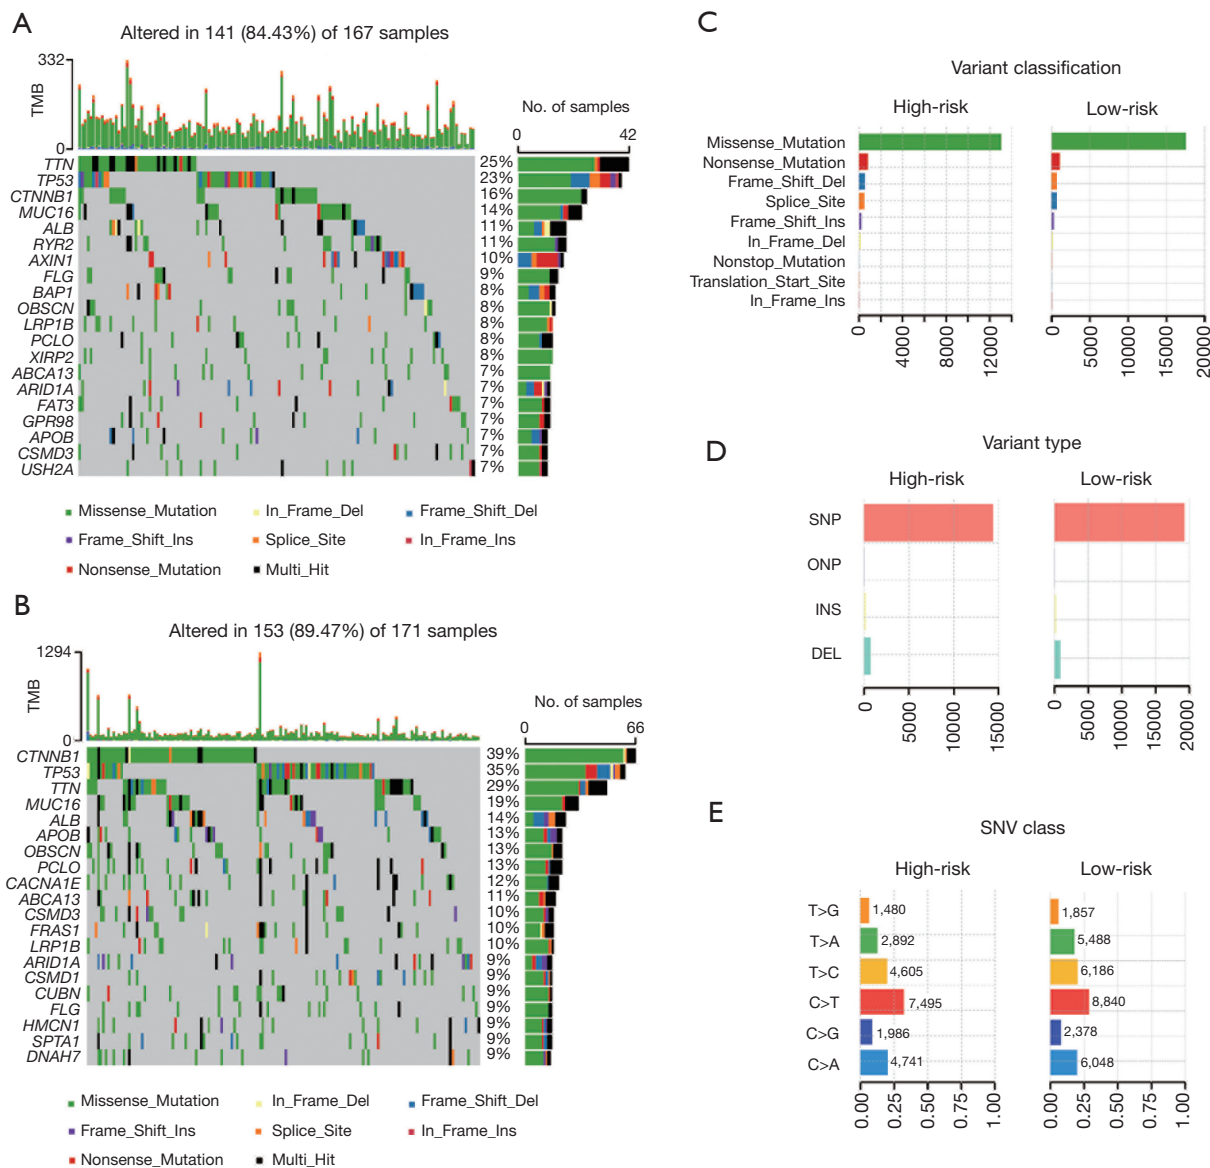 A
Altered in 141 (84.43%) of 167 samples
332
TMB
0
No. of samples
0 42
TTN 25%
TP53 23%
CTNNB1 16%
MUC16 14%
ALB 11%
RYR2 11%
AXIN1 10%
FLG 9%
BAP1 8%
OBSCN 8%
LRP1B 8%
PCLO 8%
XIRP2 8%
ABCA13 7%
ARID1A 7%
FAT3 7%
GPR98 7%
APOB 7%
CSMD3 7%
USH2A 7%
Missense_Mutation In_Frame_Del Frame_Shift_Del
Frame_Shift_Ins Splice_Site In_Frame_Ins
Nonsense_Mutation Multi_Hit
B
Altered in 153 (89.47%) of 171 samples
1294
TMB
0
No. of samples
0 66
CTNNB1 39%
TP53 35%
TTN 29%
MUC16 19%
ALB 14%
APOB 13%
OBSCN 13%
PCLO 13%
CACNA1E 12%
ABCA13 11%
CSMD3 10%
FRAS1 10%
LRP1B 10%
ARID1A 9%
CSMD1 9%
CUBN 9%
FLG 9%
HMCN1 9%
SPTA1 9%
DNAH7 9%
Missense_Mutation In_Frame_Del Frame_Shift_Del
Frame_Shift_Ins Splice_Site In_Frame_Ins
Nonsense_Mutation Multi_Hit
C
Variant classification
High-risk Low-risk
Missense_Mutation
Nonsense_Mutation
Frame_Shift_Del
Splice_Site
Frame_Shift_Ins
In_Frame_Del
Nonstop_Mutation
Translation_Start_Site
In_Frame_Ins
0 4000 8000 12000 0 5000 10000 15000 20000
D
Variant type
High-risk Low-risk
SNP
ONP
INS
DEL
0 5000 10000 15000 0 5000 10000 15000 20000
E
SNV class
High-risk Low-risk
T>G 1,480 1,857
T>A 2,892 5,488
T>C 4,605 6,186
C>T 7,495 8,840
C>G 1,986 2,378
C>A 4,741 6,048
0.00 0.25 0.50 0.75 1.00 0.00 0.25 0.50 0.75 1.00